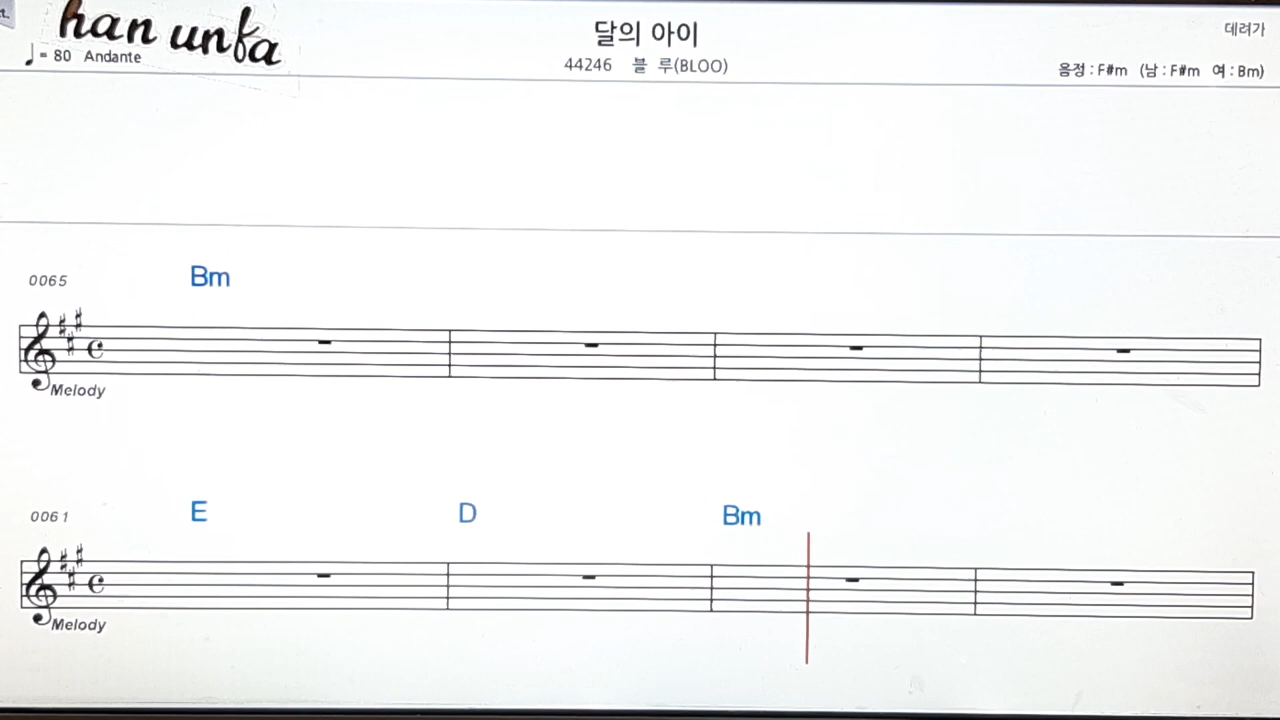 han unfa
♩= 80 Andante
달의 아이
44246 블 루(BLOO)
데려가
음정 : F#m (남 : F#m 여 : Bm)
0065
Bm
Melody
0061
E D Bm
Melody